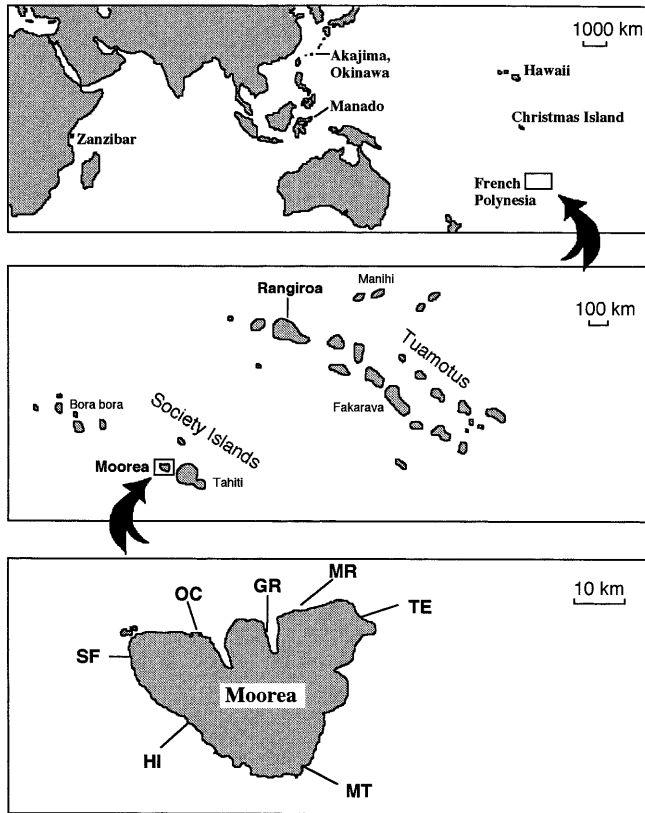 1000 km
Akajima,
Okinawa
Hawaii
Manado
Christmas Island
Zanzibar
French
Polynesia
Manihi
Rangiroa
100 km
Tuamotus
Bora bora
Society Islands
Fakarava
Moorea
Tahiti
MR
GR
10 km
OC
TE
SF
Moorea
HI
MT